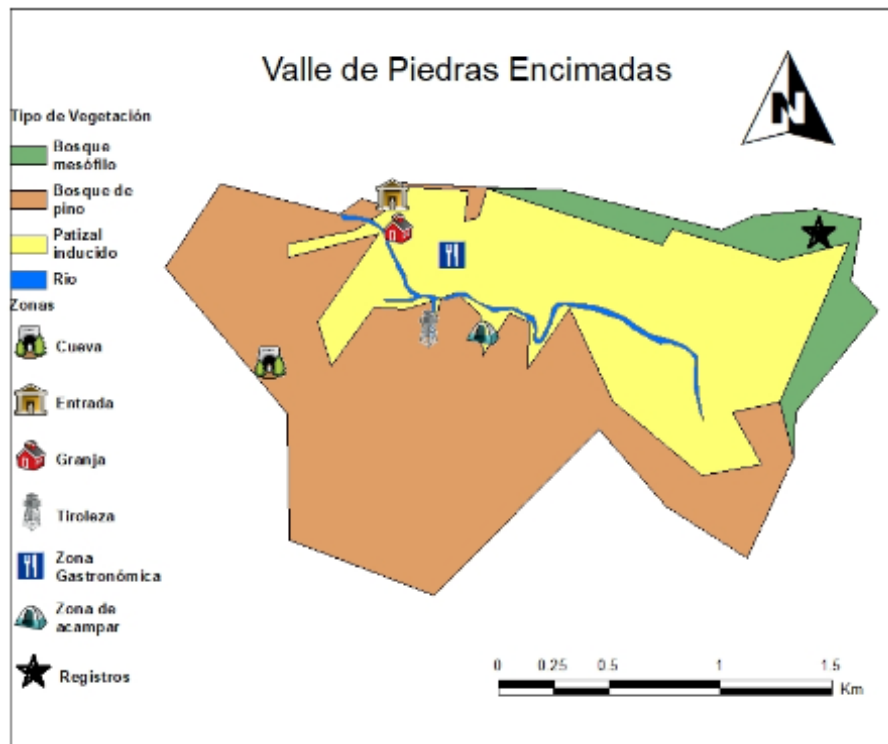 Valle de Piedras Encimadas
N
Tipo de Vegetación
Bosque
mesófilo
Bosque de
pino
Patizal
inducido
Rio
Zonas
Cueva
Entrada
Granja
Tiroleza
Zona
Gastronómica
Zona de
acampar
Registros
0 0.25 0.5 1 1.5
Km